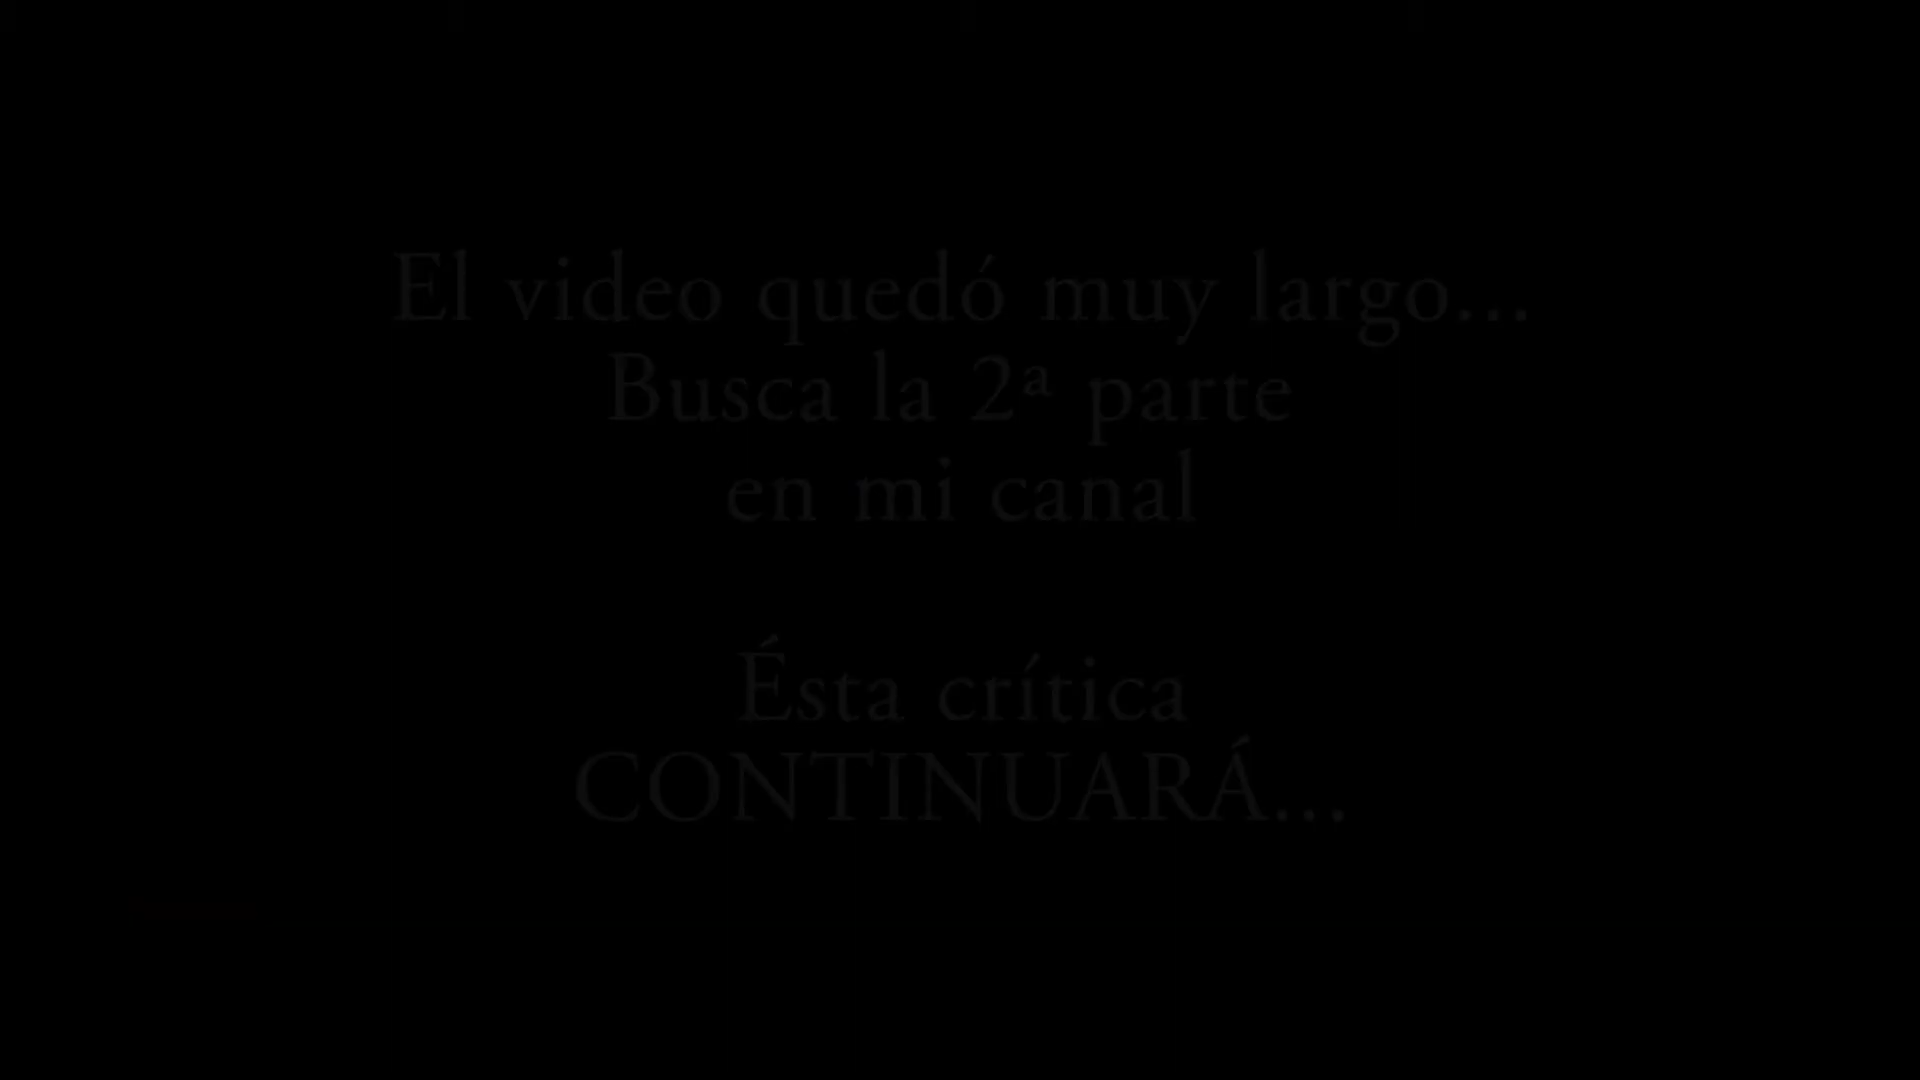 El video quedó muy largo...
Busca la 2ª parte
en mi canal
Ésta crítica
CONTINUARÁ...